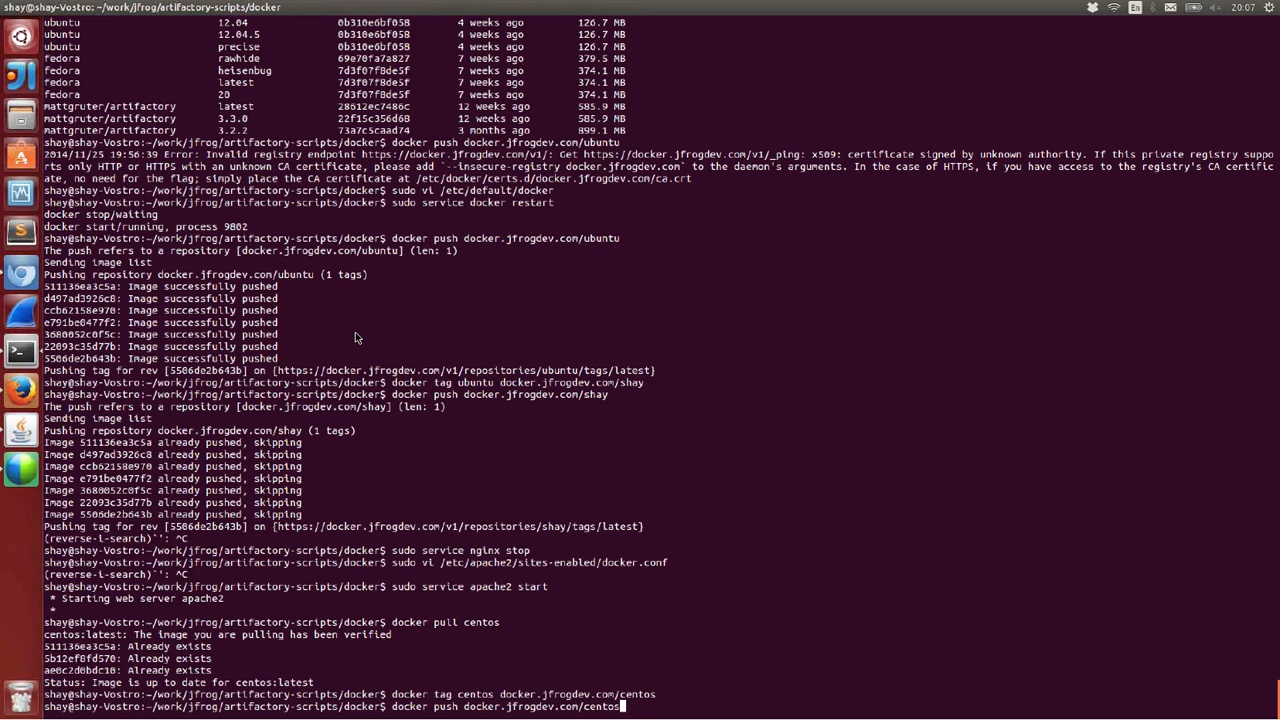 shay@shay-Vostro: ~/work/jfrog/artifactory-scripts/docker
En
20:07
ubuntu 12.04 0b310e6bf058 4 weeks ago 126.7 MB
ubuntu 12.04.5 0b310e6bf058 4 weeks ago 126.7 MB
ubuntu precise 0b310e6bf058 4 weeks ago 126.7 MB
fedora rawhide 69e70fa7a827 7 weeks ago 379.5 MB
fedora heisenbug 7d3f07f8de5f 7 weeks ago 374.1 MB
fedora latest 7d3f07f8de5f 7 weeks ago 374.1 MB
fedora 20 7d3f07f8de5f 7 weeks ago 374.1 MB
mattgruter/artifactory latest 28612ec7486c 12 weeks ago 585.9 MB
mattgruter/artifactory 3.3.0 22f15c356d68 12 weeks ago 585.9 MB
mattgruter/artifactory 3.2.2 73a7c5caad74 3 months ago 899.1 MB
shay@shay-Vostro:~/work/jfrog/artifactory-scripts/docker$ docker push docker.jfrogdev.com/ubuntu
2014/11/25 19:56:39 Error: Invalid registry endpoint https://docker.jfrogdev.com/v1/: Get https://docker.jfrogdev.com/v1/_ping: x509: certificate signed by unknown authority. If this private registry suppo
rts only HTTP or HTTPS with an unknown CA certificate, please add `--insecure-registry docker.jfrogdev.com` to the daemon's arguments. In the case of HTTPS, if you have access to the registry's CA certific
ate, no need for the flag; simply place the CA certificate at /etc/docker/certs.d/docker.jfrogdev.com/ca.crt
shay@shay-Vostro:~/work/jfrog/artifactory-scripts/docker$ sudo vi /etc/default/docker
shay@shay-Vostro:~/work/jfrog/artifactory-scripts/docker$ sudo service docker restart
docker stop/waiting
docker start/running, process 9802
shay@shay-Vostro:~/work/jfrog/artifactory-scripts/docker$ docker push docker.jfrogdev.com/ubuntu
The push refers to a repository [docker.jfrogdev.com/ubuntu] (len: 1)
Sending image list
Pushing repository docker.jfrogdev.com/ubuntu (1 tags)
511136ea3c5a: Image successfully pushed
d497ad3926c8: Image successfully pushed
ccb62158e970: Image successfully pushed
e791be0477f2: Image successfully pushed
3680052c0f5c: Image successfully pushed
22093c35d77b: Image successfully pushed
5506de2b643b: Image successfully pushed
Pushing tag for rev [5506de2b643b] on {https://docker.jfrogdev.com/v1/repositories/ubuntu/tags/latest}
shay@shay-Vostro:~/work/jfrog/artifactory-scripts/docker$ docker tag ubuntu docker.jfrogdev.com/shay
shay@shay-Vostro:~/work/jfrog/artifactory-scripts/docker$ docker push docker.jfrogdev.com/shay
The push refers to a repository [docker.jfrogdev.com/shay] (len: 1)
Sending image list
Pushing repository docker.jfrogdev.com/shay (1 tags)
Image 511136ea3c5a already pushed, skipping
Image d497ad3926c8 already pushed, skipping
Image ccb62158e970 already pushed, skipping
Image e791be0477f2 already pushed, skipping
Image 3680052c0f5c already pushed, skipping
Image 22093c35d77b already pushed, skipping
Image 5506de2b643b already pushed, skipping
Pushing tag for rev [5506de2b643b] on {https://docker.jfrogdev.com/v1/repositories/shay/tags/latest}
(reverse-i-search)`': ^C
shay@shay-Vostro:~/work/jfrog/artifactory-scripts/docker$ sudo service nginx stop
shay@shay-Vostro:~/work/jfrog/artifactory-scripts/docker$ sudo vi /etc/apache2/sites-enabled/docker.conf
(reverse-i-search)`': ^C
shay@shay-Vostro:~/work/jfrog/artifactory-scripts/docker$ sudo service apache2 start
* Starting web server apache2
*
shay@shay-Vostro:~/work/jfrog/artifactory-scripts/docker$ docker pull centos
centos:latest: The image you are pulling has been verified
511136ea3c5a: Already exists
5b12ef8fd570: Already exists
ae0c2d0bdc10: Already exists
Status: Image is up to date for centos:latest
shay@shay-Vostro:~/work/jfrog/artifactory-scripts/docker$ docker tag centos docker.jfrogdev.com/centos
shay@shay-Vostro:~/work/jfrog/artifactory-scripts/docker$ docker push docker.jfrogdev.com/centos